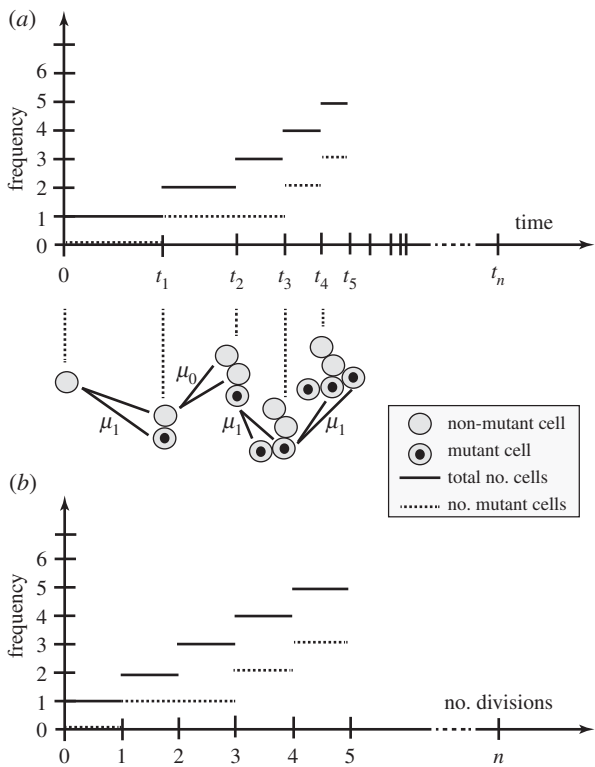 (a)
frequency
6
5
4
3
2
1
0
time
0 t1 t2 t3 t4 t5 tn
μ0
μ1
μ1
μ1
non-mutant cell
mutant cell
total no. cells
no. mutant cells
(b)
frequency
6
5
4
3
2
1
0
no. divisions
0 1 2 3 4 5 n